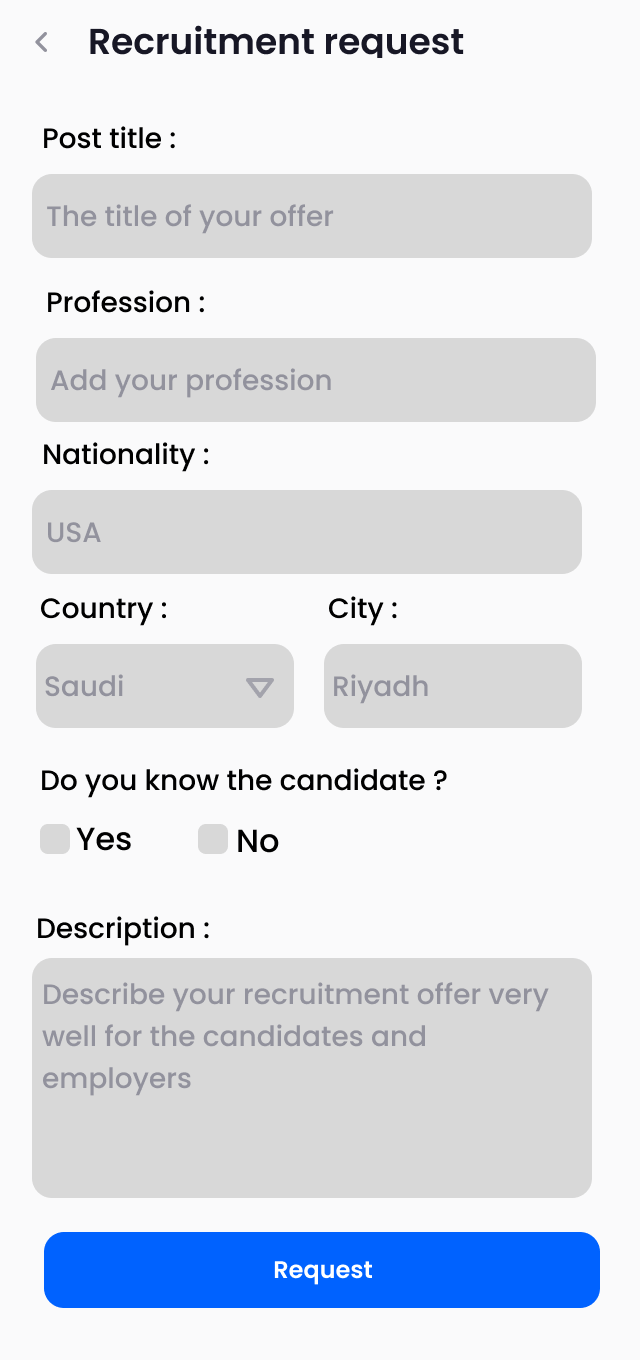 Recruitment request
Post title :
The title of your offer
Profession :
Add your profession
Nationality :
USA
Country : City :
Saudi Riyadh
Do you know the candidate ?
Yes No
Description :
Describe your recruitment offer very
well for the candidates and
employers
Request